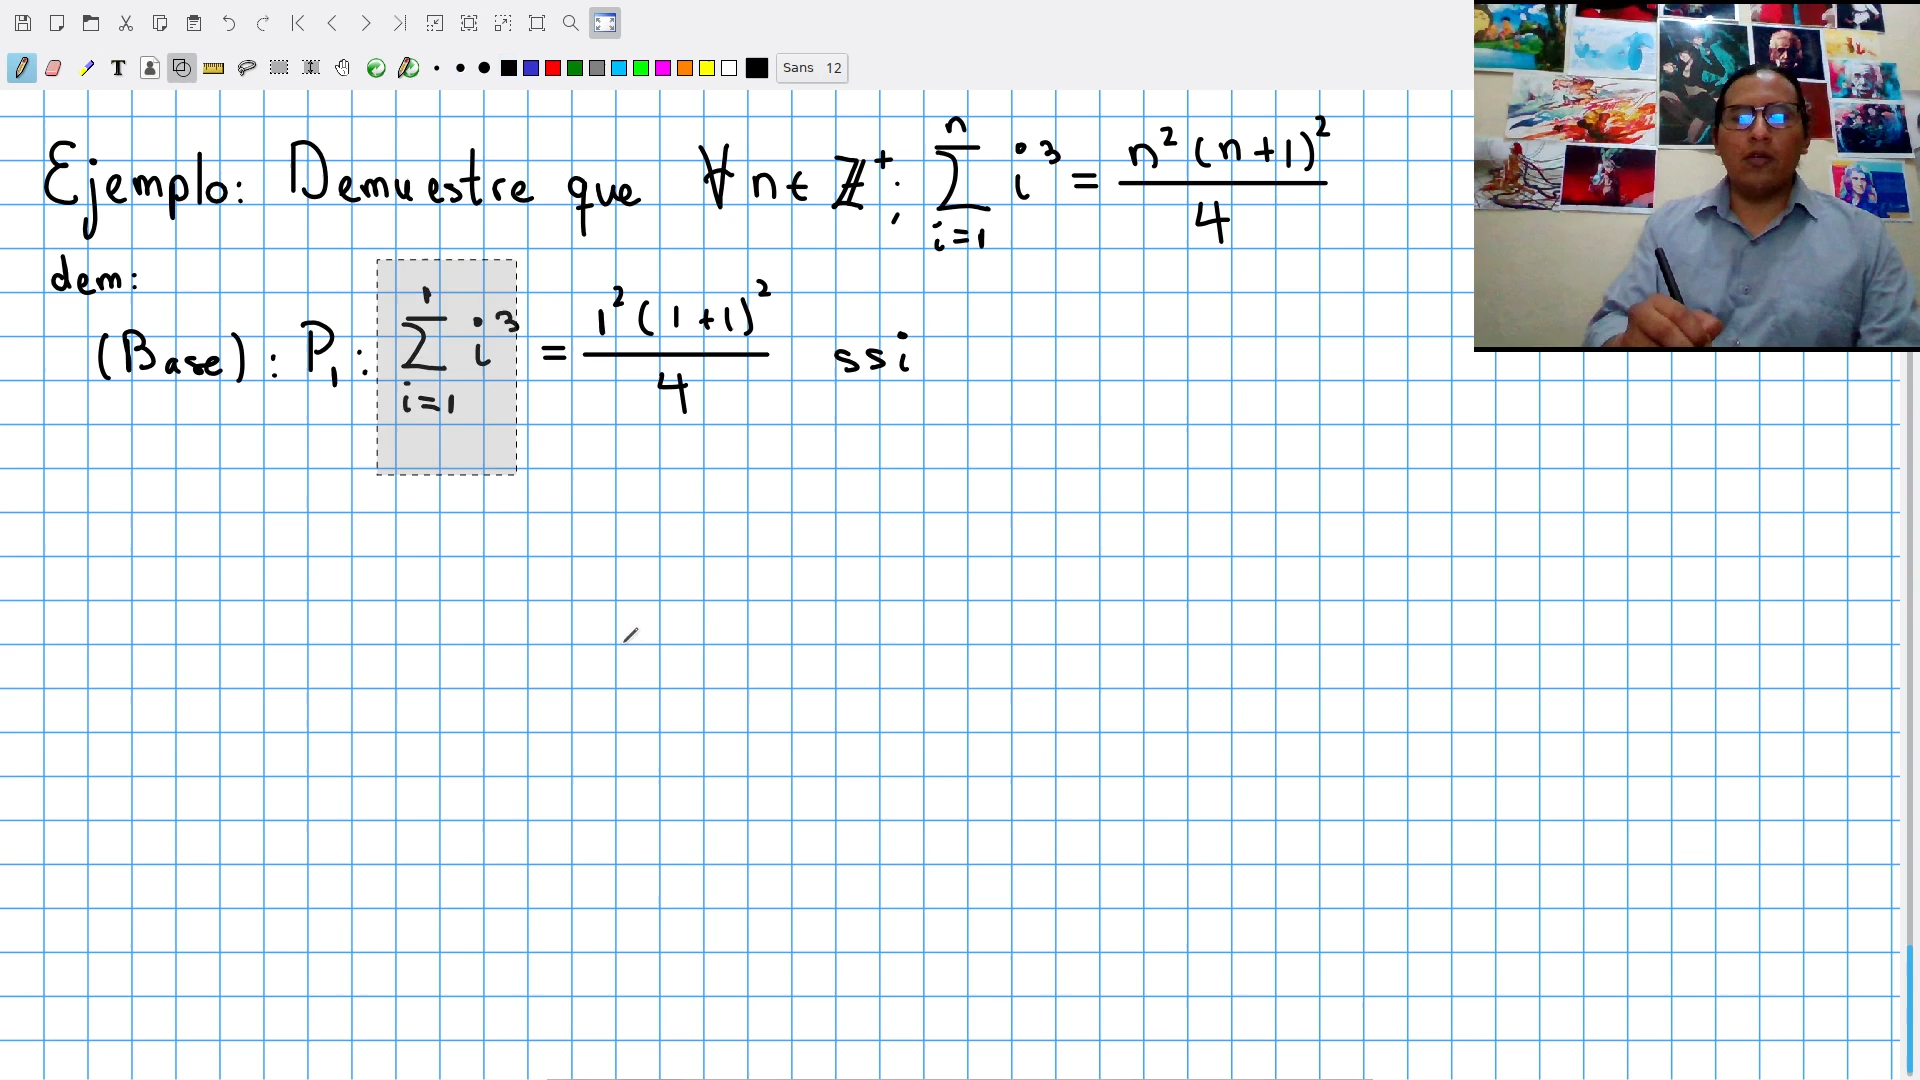 T Sans 12
Ejemplo: Demuestre que ∀ n ∈ ℤ⁺; ∑_{i=1}^{n} i³ = n²(n+1)²/4
dem:
(Base): P₁: ∑_{i=1}^{1} i³ = 1²(1+1)²/4 ssi